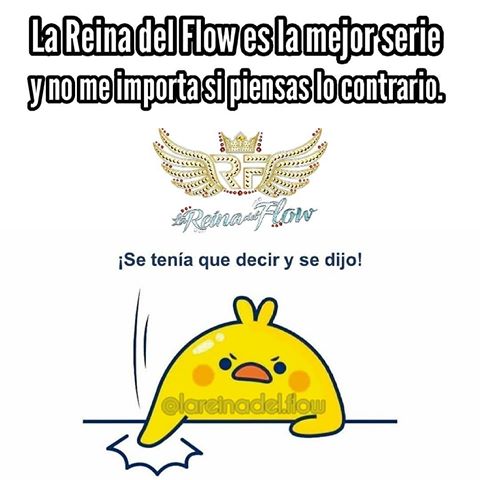 La Reina del Flow es la mejor serie
y no me importa si piensas lo contrario.
RF
La Reina del Flow
¡Se tenía que decir y se dijo!
@lareinadel.flow